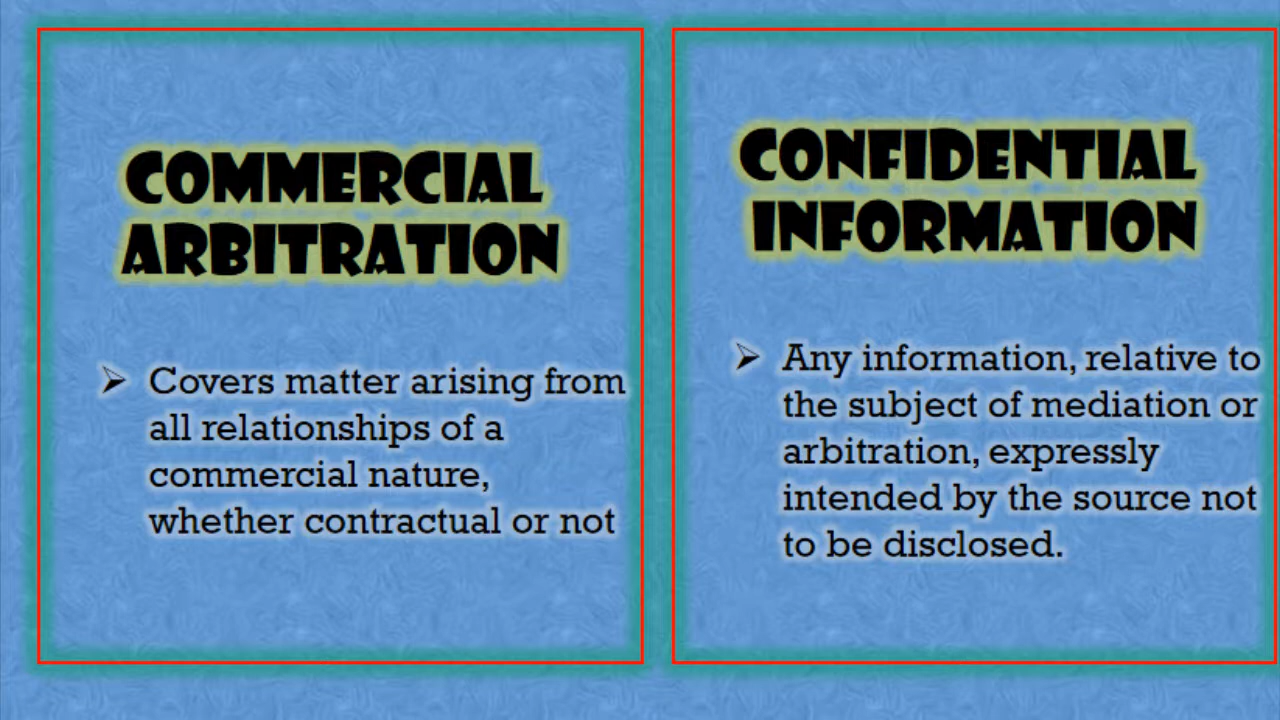 COMMERCIAL
ARBITRATION
➢ Covers matter arising from
all relationships of a
commercial nature,
whether contractual or not
CONFIDENTIAL
INFORMATION
➢ Any information, relative to
the subject of mediation or
arbitration, expressly
intended by the source not
to be disclosed.